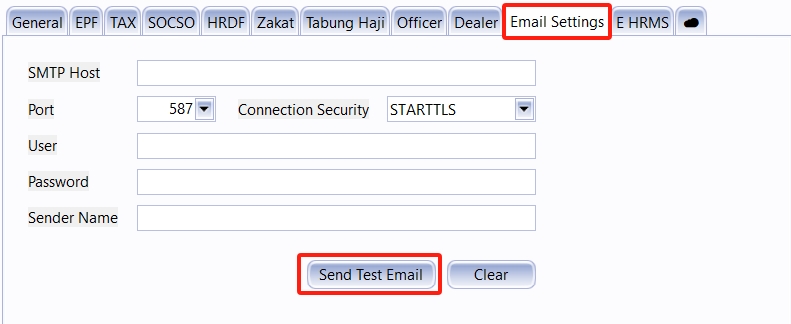 General EPF TAX SOCSO HRDF Zakat Tabung Haji Officer Dealer Email Settings E HRMS
SMTP Host
Port 587 Connection Security STARTTLS
User
Password
Sender Name
Send Test Email Clear